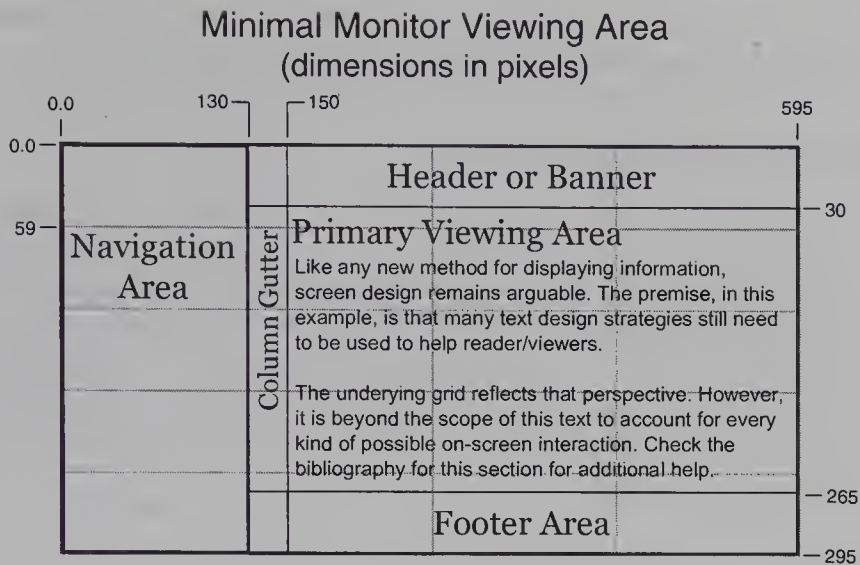 Minimal Monitor Viewing Area
(dimensions in pixels)
0.0
130
150
595
0.0
Header or Banner
30
59
Navigation
Area
Column Gutter
Primary Viewing Area
Like any new method for displaying information,
screen design remains arguable. The premise, in this
example, is that many text design strategies still need
to be used to help reader/viewers.
The underying grid reflects that perspective. However,
it is beyond the scope of this text to account for every
kind of possible on-screen interaction. Check the
bibliography for this section for additional help.
265
Footer Area
295